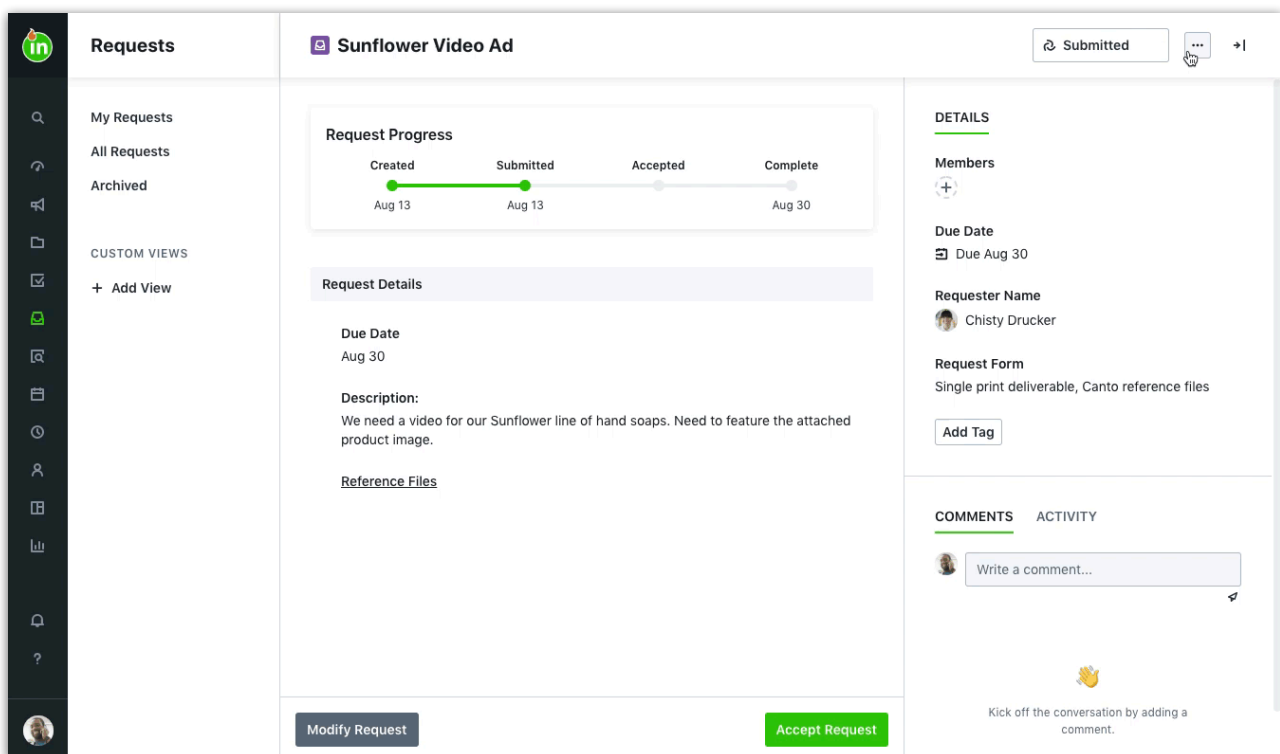 in
Requests
Sunflower Video Ad
Submitted
My Requests
All Requests
Archived
CUSTOM VIEWS
+ Add View
Request Progress
Created Submitted Accepted Complete
Aug 13 Aug 13 Aug 30
Request Details
Due Date
Aug 30
Description:
We need a video for our Sunflower line of hand soaps. Need to feature the attached
product image.
Reference Files
Modify Request
Accept Request
DETAILS
Members
Due Date
Due Aug 30
Requester Name
Chisty Drucker
Request Form
Single print deliverable, Canto reference files
Add Tag
COMMENTS ACTIVITY
Write a comment...
Kick off the conversation by adding a
comment.